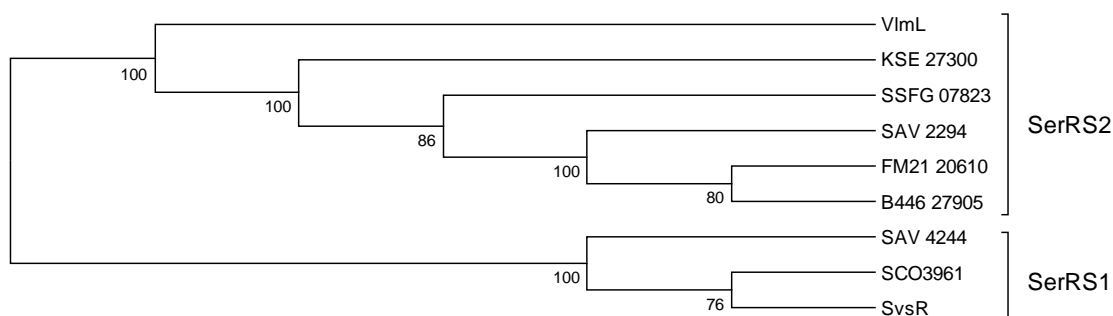 VlmL
100
KSE 27300
100
SSFG 07823
86
SAV 2294
SerRS2
100
FM21 20610
80
B446 27905
SAV 4244
100
SCO3961
SerRS1
76
SvsR